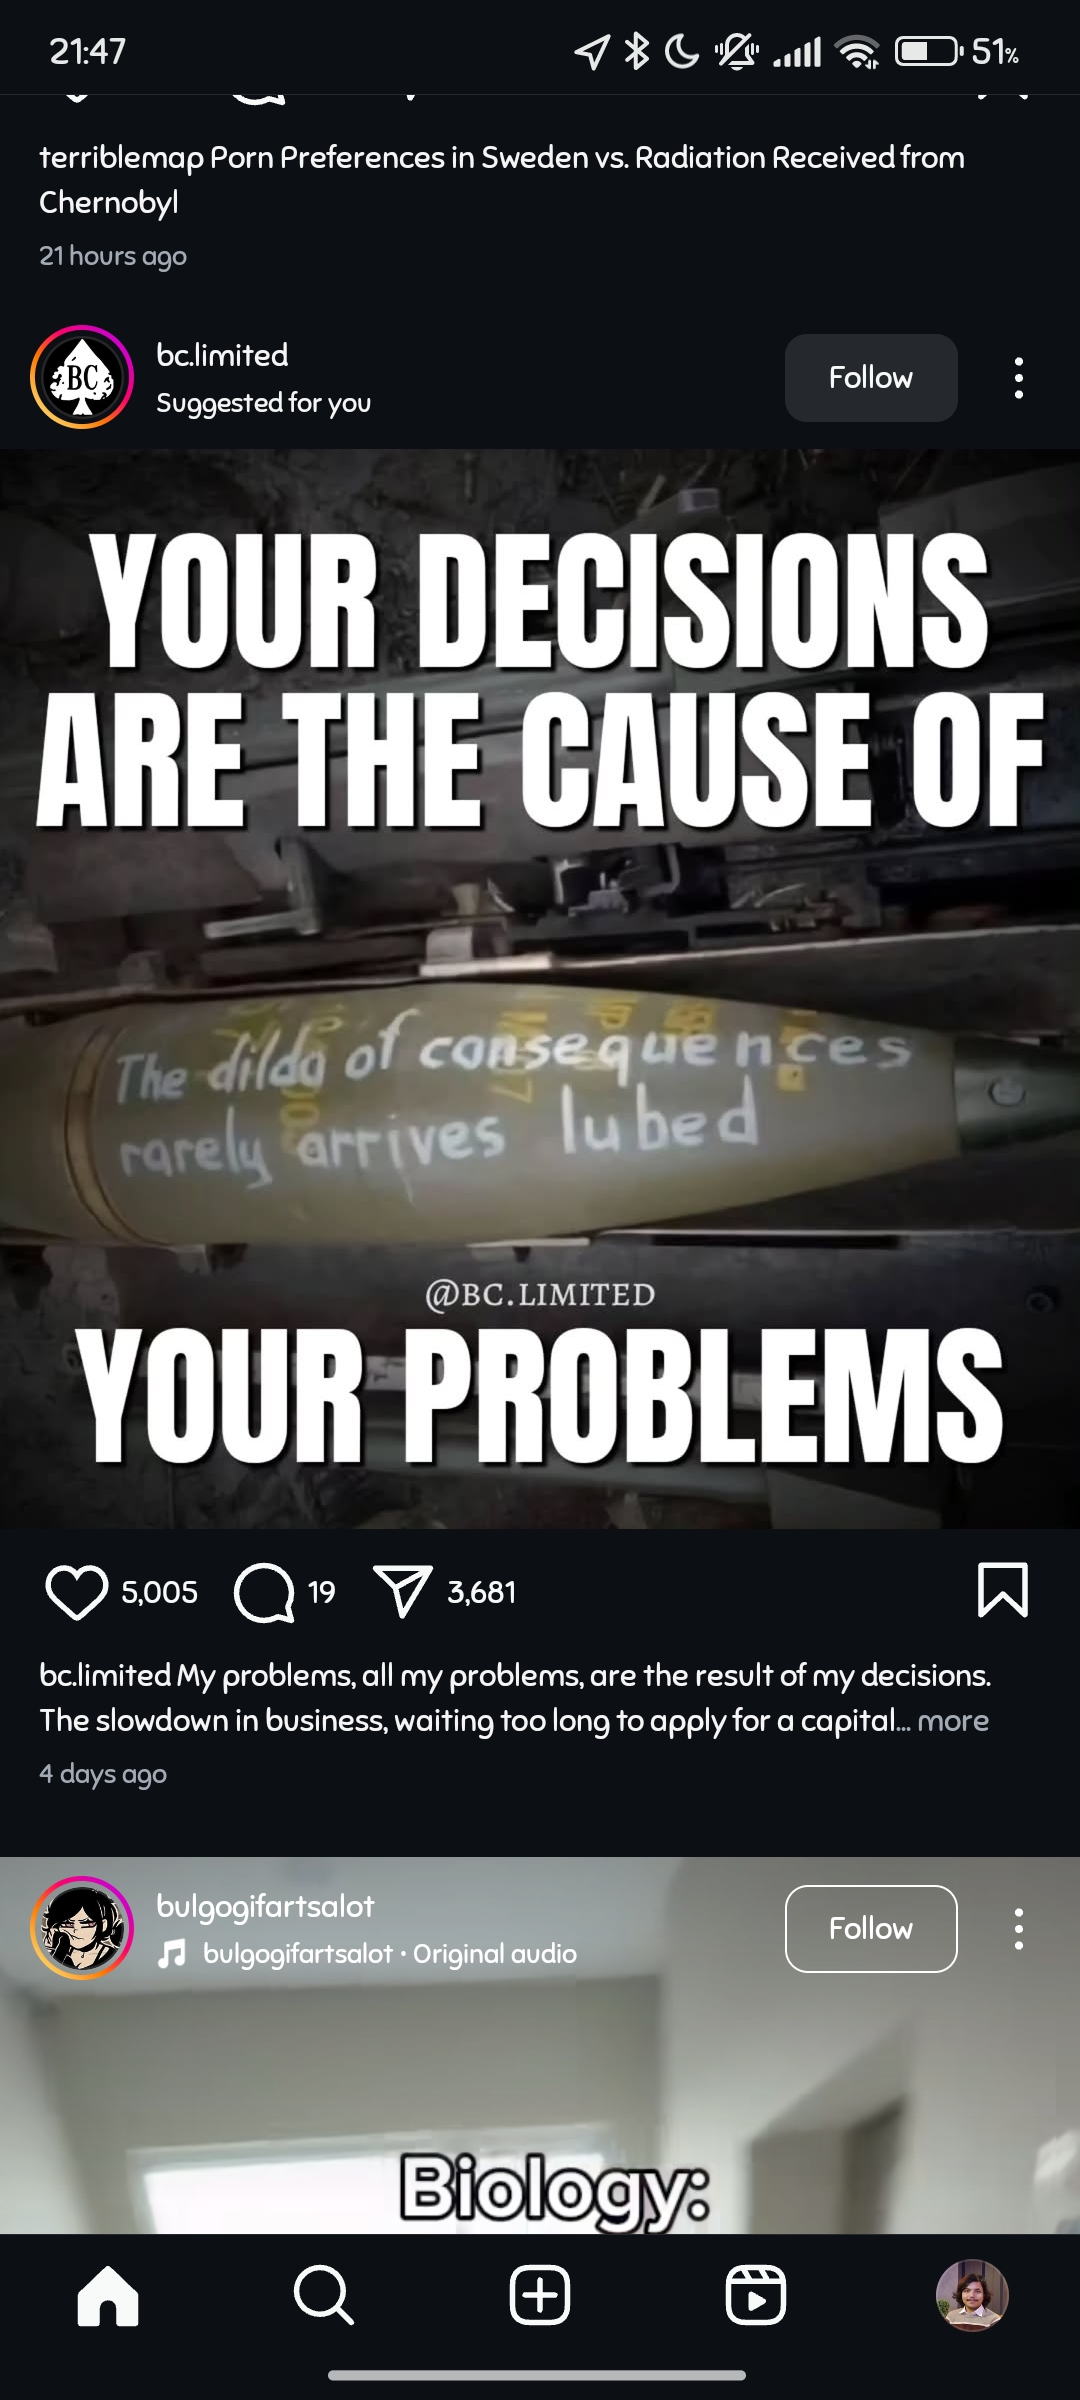 21:47
51%
terriblemap Porn Preferences in Sweden vs. Radiation Received from
Chernobyl
21 hours ago
BC
bc.limited
Suggested for you
Follow
YOUR DECISIONS
ARE THE CAUSE OF
The dildo of consequences
rarely arrives lubed
@BC.LIMITED
YOUR PROBLEMS
5,005
19
3,681
bc.limited My problems, all my problems, are the result of my decisions.
The slowdown in business, waiting too long to apply for a capital... more
4 days ago
bulgogifartsalot
bulgogifartsalot • Original audio
Follow
Biology: